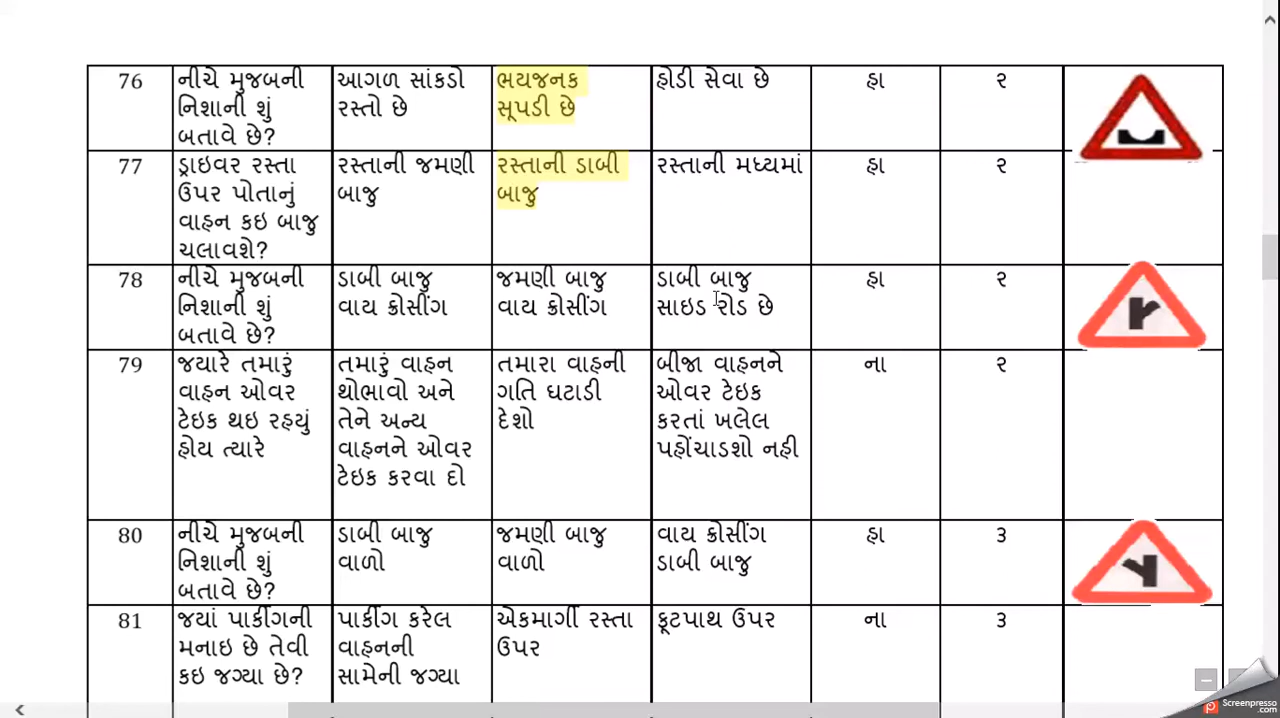 76
નીચે મુજબની
નિશાની શું
બતાવે છે?
આગળ સાંકડો
રસ્તો છે
ભયજનક
સૂપડી છે
હોડી સેવા છે
હા
૨
77
ડ્રાઇવર રસ્તા
ઉપર પોતાનું
વાહન કઇ બાજુ
ચલાવશે?
રસ્તાની જમણી
બાજુ
રસ્તાની ડાબી
બાજુ
રસ્તાની મધ્યમાં
હા
૨
78
નીચે મુજબની
નિશાની શું
બતાવે છે?
ડાબી બાજુ
વાય ક્રોસીંગ
જમણી બાજુ
વાય ક્રોસીંગ
ડાબી બાજુ
સાઇડ રોડ છે
હા
૨
79
જયારે તમારું
વાહન ઓવર
ટેઇક થઇ રહયું
હોય ત્યારે
તમારું વાહન
થોભાવો અને
તેને અન્ય
વાહનને ઓવર
ટેઇક કરવા દો
તમારા વાહની
ગતિ ઘટાડી
દેશો
બીજા વાહનને
ઓવર ટેઇક
કરતાં ખલેલ
પહોંચાડશો નહી
ના
૨
80
નીચે મુજબની
નિશાની શું
બતાવે છે?
ડાબી બાજુ
વાળો
જમણી બાજુ
વાળો
વાય ક્રોસીંગ
ડાબી બાજુ
હા
૩
81
જયાં પાર્કીગની
મનાઇ છે તેવી
કઇ જગ્યા છે?
પાર્કીગ કરેલ
વાહનની
સામેની જગ્યા
એકમાર્ગી રસ્તા
ઉપર
ફૂટપાથ ઉપર
ના
૩
Screenpresso
.com